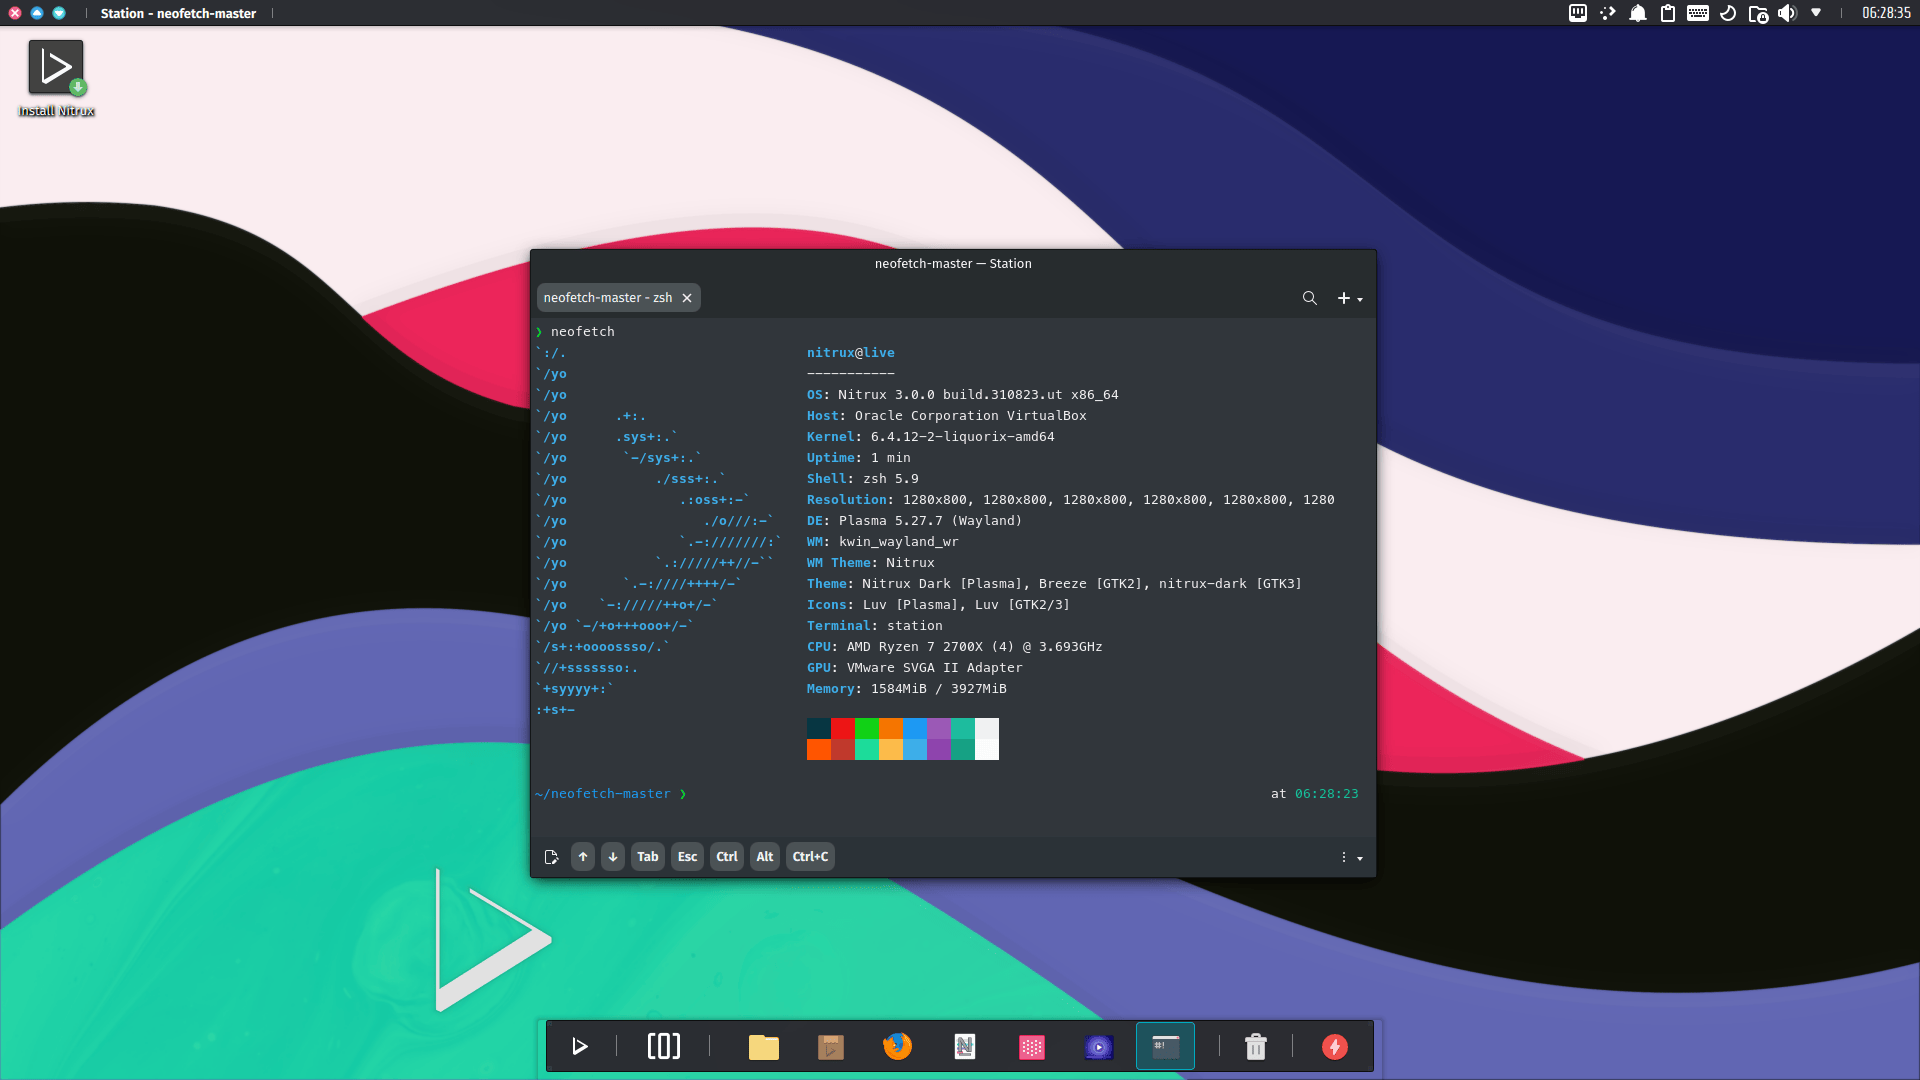 Station - neofetch-master
06:28:35
Install Nitrux
neofetch-master — Station
neofetch-master - zsh
❯ neofetch
`:/. nitrux@live
`/yo -----------
`/yo OS: Nitrux 3.0.0 build.310823.ut x86_64
`/yo .+:. Host: Oracle Corporation VirtualBox
`/yo .sys+:.` Kernel: 6.4.12-2-liquorix-amd64
`/yo `-/sys+:.` Uptime: 1 min
`/yo ./sss+:.` Shell: zsh 5.9
`/yo .:oss+:-` Resolution: 1280x800, 1280x800, 1280x800, 1280x800, 1280x800, 1280
`/yo ./o///:-` DE: Plasma 5.27.7 (Wayland)
`/yo `.-:///////:` WM: kwin_wayland_wr
`/yo `.://///++//-`` WM Theme: Nitrux
`/yo `.-:////++++/-` Theme: Nitrux Dark [Plasma], Breeze [GTK2], nitrux-dark [GTK3]
`/yo `-://///++o+/-` Icons: Luv [Plasma], Luv [GTK2/3]
`/yo `-/+o+++ooo+/-` Terminal: station
`/s+:+oooossso/.` CPU: AMD Ryzen 7 2700X (4) @ 3.693GHz
`//+sssssso:. GPU: VMware SVGA II Adapter
`+syyyy+:` Memory: 1584MiB / 3927MiB
:+s+-
~/neofetch-master ❯ at 06:28:23
↑ ↓ Tab Esc Ctrl Alt Ctrl+C
#!